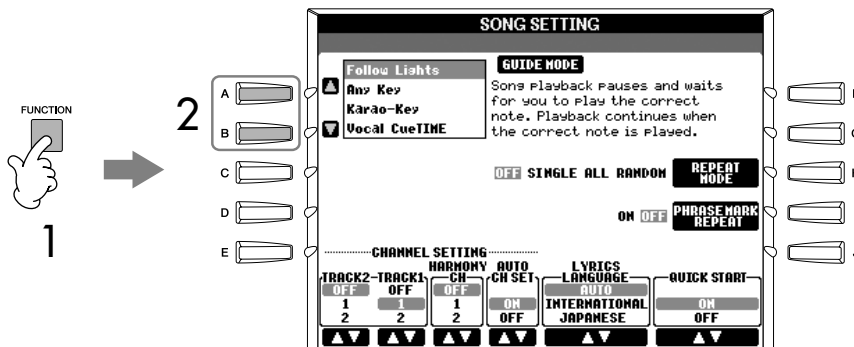 SONG SETTING
FUNCTION
1
2
A
B
C
D
E
Follow Lights
Any Key
Karao-Key
Vocal CueTIME
GUIDE MODE
Song Playback pauses and waits
for you to play the correct
note. Playback continues when
the correct note is played.
OFF SINGLE ALL RANDOM REPEAT MODE
ON OFF PHRASE MARK REPEAT
CHANNEL SETTING
TRACK2 TRACK1 HARMONY CH AUTO CH SET LYRICS LANGUAGE QUICK START
OFF OFF OFF AUTO
1 1 1 ON INTERNATIONAL ON
2 2 2 OFF JAPANESE OFF